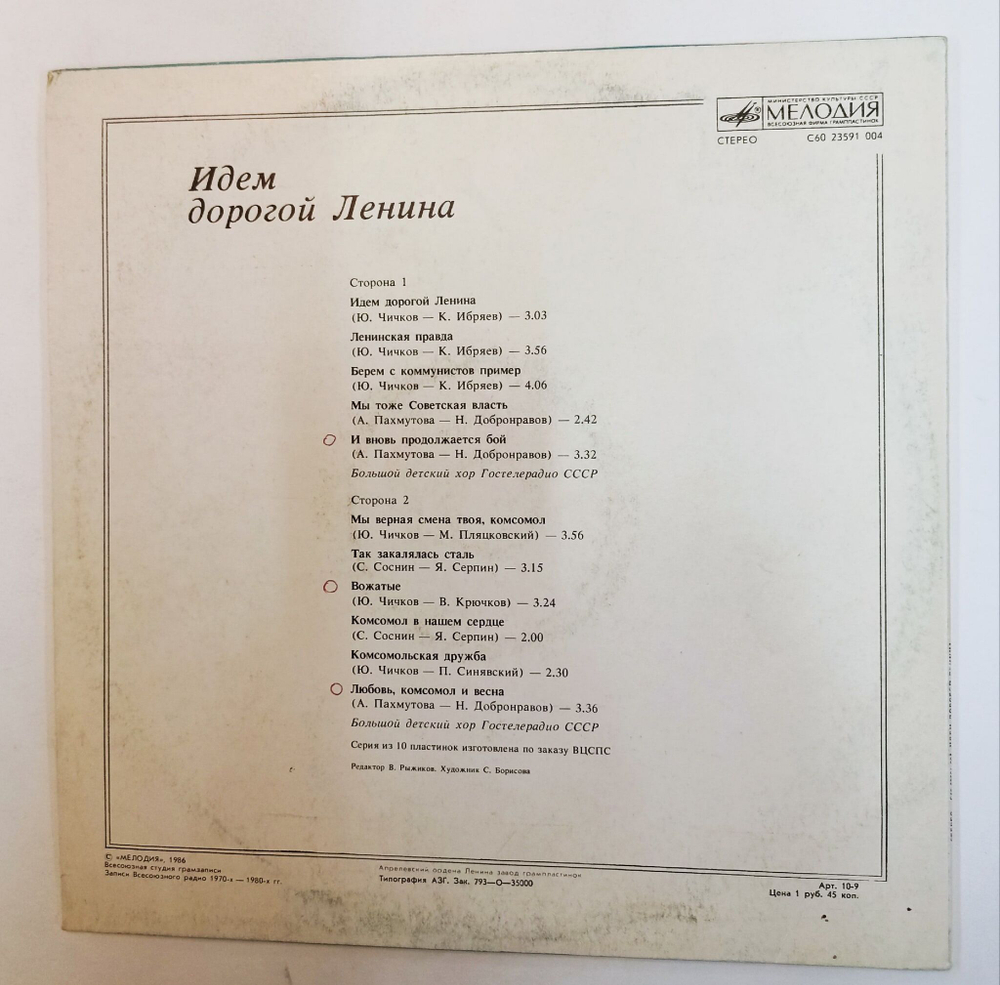 МИНИСТЕРСТВО КУЛЬТУРЫ СССР
МЕЛОДИЯ
ВСЕСОЮЗНАЯ ФИРМА ГРАМПЛАСТИНОК
СТЕРЕО С60 23591 004
Идем
дорогой Ленина
Сторона 1
Идем дорогой Ленина
(Ю. Чичков — К. Ибряев) — 3.03
Ленинская правда
(Ю. Чичков — К. Ибряев) — 3.56
Берем с коммунистов пример
(Ю. Чичков — К. Ибряев) — 4.06
Мы тоже Советская власть
(А. Пахмутова — Н. Добронравов) — 2.42
И вновь продолжается бой
(А. Пахмутова — Н. Добронравов) — 3.32
Большой детский хор Гостелерадио СССР
Сторона 2
Мы верная смена твоя, комсомол
(Ю. Чичков — М. Пляцковский) — 3.56
Так закалялась сталь
(С. Соснин — Я. Серпин) — 3.15
Вожатые
(Ю. Чичков — В. Крючков) — 3.24
Комсомол в нашем сердце
(С. Соснин — Я. Серпин) — 2.00
Комсомольская дружба
(Ю. Чичков — П. Синявский) — 2.30
Любовь, комсомол и весна
(А. Пахмутова — Н. Добронравов) — 3.36
Большой детский хор Гостелерадио СССР
Серия из 10 пластинок изготовлена по заказу ВЦСПС
Редактор В. Рыжиков. Художник С. Борисова
© «МЕЛОДИЯ», 1986
Всесоюзная студия грамзаписи
Записи Всесоюзного радио 1970-х — 1980-х гг.
Апрелевский ордена Ленина завод грампластинок
Типография АЗГ. Зак. 793—О—35000
Арт. 10-9
Цена 1 руб. 45 коп.